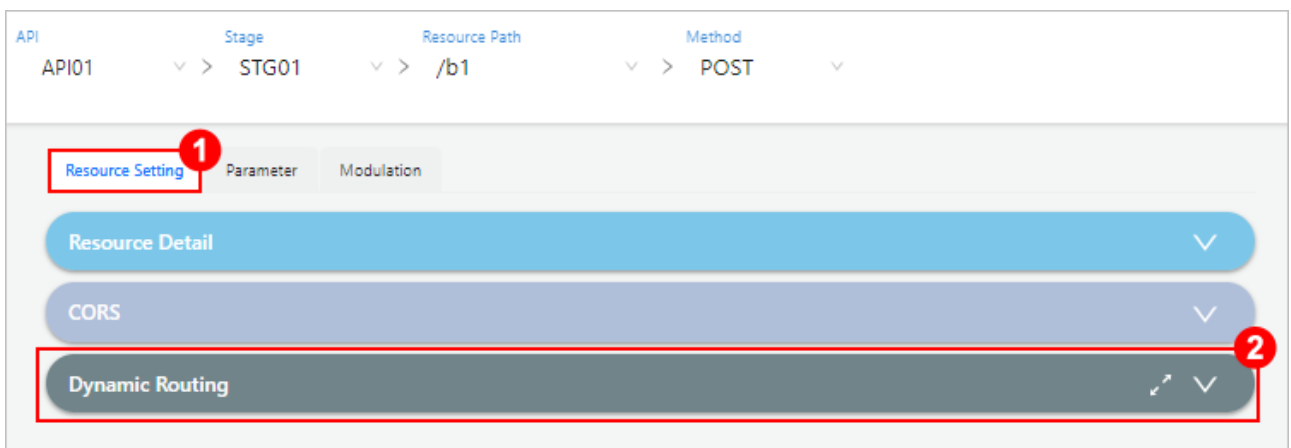 API Stage Resource Path Method
API01 > STG01 > /b1 > POST
1
Resource Setting Parameter Modulation
Resource Detail
CORS
2
Dynamic Routing